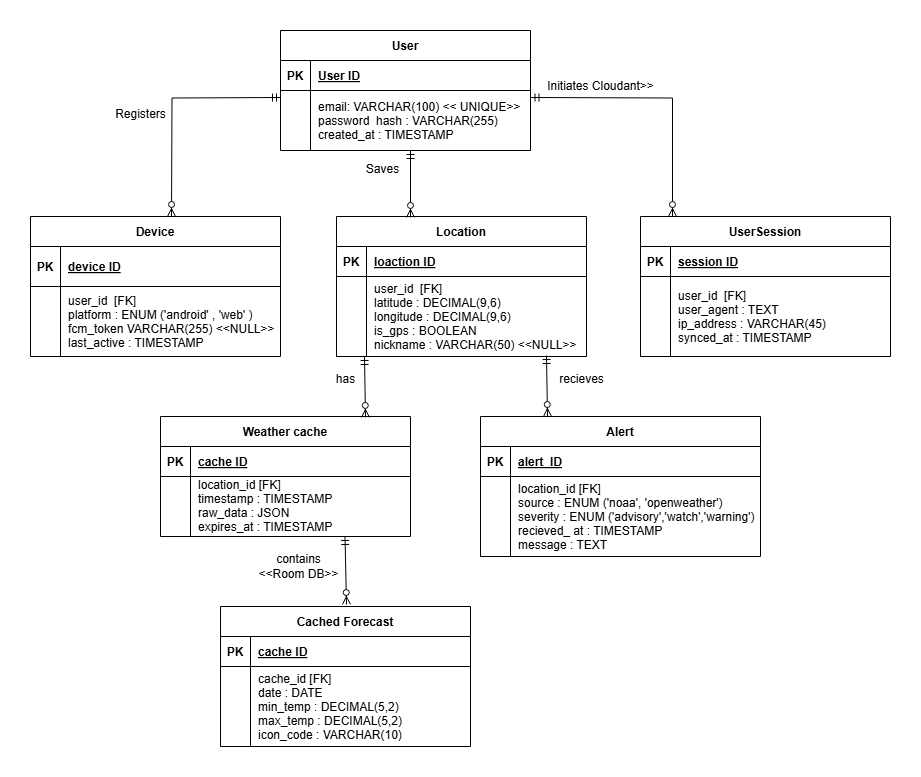 User
PK User ID
email: VARCHAR(100) << UNIQUE>>
password hash : VARCHAR(255)
created_at : TIMESTAMP
Registers
Saves
Initiates Cloudant>>
Device
PK device ID
user_id [FK]
platform : ENUM ('android' , 'web' )
fcm_token VARCHAR(255) <<NULL>>
last_active : TIMESTAMP
Location
PK loaction ID
user_id [FK]
latitude : DECIMAL(9,6)
longitude : DECIMAL(9,6)
is_gps : BOOLEAN
nickname : VARCHAR(50) <<NULL>>
UserSession
PK session ID
user_id [FK]
user_agent : TEXT
ip_address : VARCHAR(45)
synced_at : TIMESTAMP
has
recieves
Weather cache
PK cache ID
location_id [FK]
timestamp : TIMESTAMP
raw_data : JSON
expires_at : TIMESTAMP
Alert
PK alert_ID
location_id [FK]
source : ENUM ('noaa', 'openweather')
severity : ENUM ('advisory','watch','warning')
recieved_ at : TIMESTAMP
message : TEXT
contains
<<Room DB>>
Cached Forecast
PK cache ID
cache_id [FK]
date : DATE
min_temp : DECIMAL(5,2)
max_temp : DECIMAL(5,2)
icon_code : VARCHAR(10)